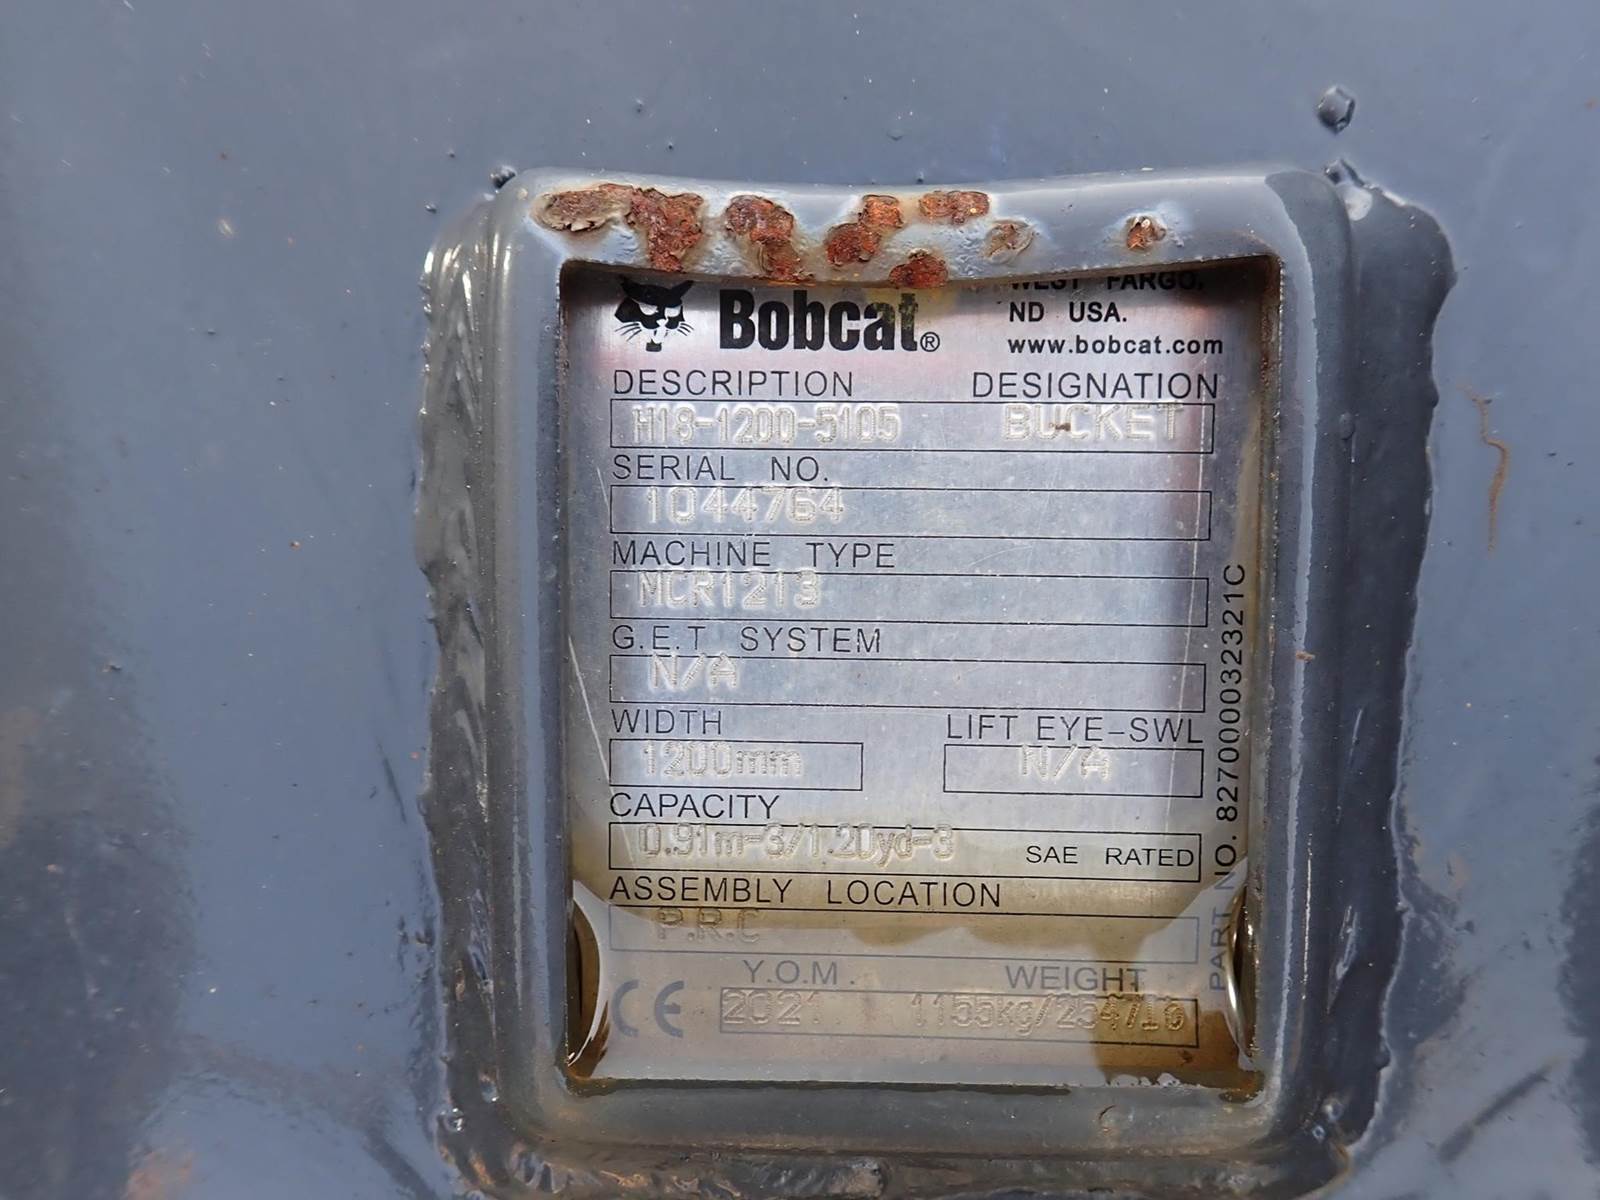 WEST FARGO,
Bobcat® ND USA.
www.bobcat.com
DESCRIPTION DESIGNATION
H18-1200-5105 BUCKET
SERIAL NO.
1044764
MACHINE TYPE
MCR1213
G.E.T SYSTEM
N/A
WIDTH LIFT EYE-SWL
1200mm N/A
CAPACITY
0.91m-3/1.20yd-3 SAE RATED
ASSEMBLY LOCATION
P.R.C
Y.O.M. WEIGHT
CE 2021 1155kg/2547lb
PART NO. 8270000032321C